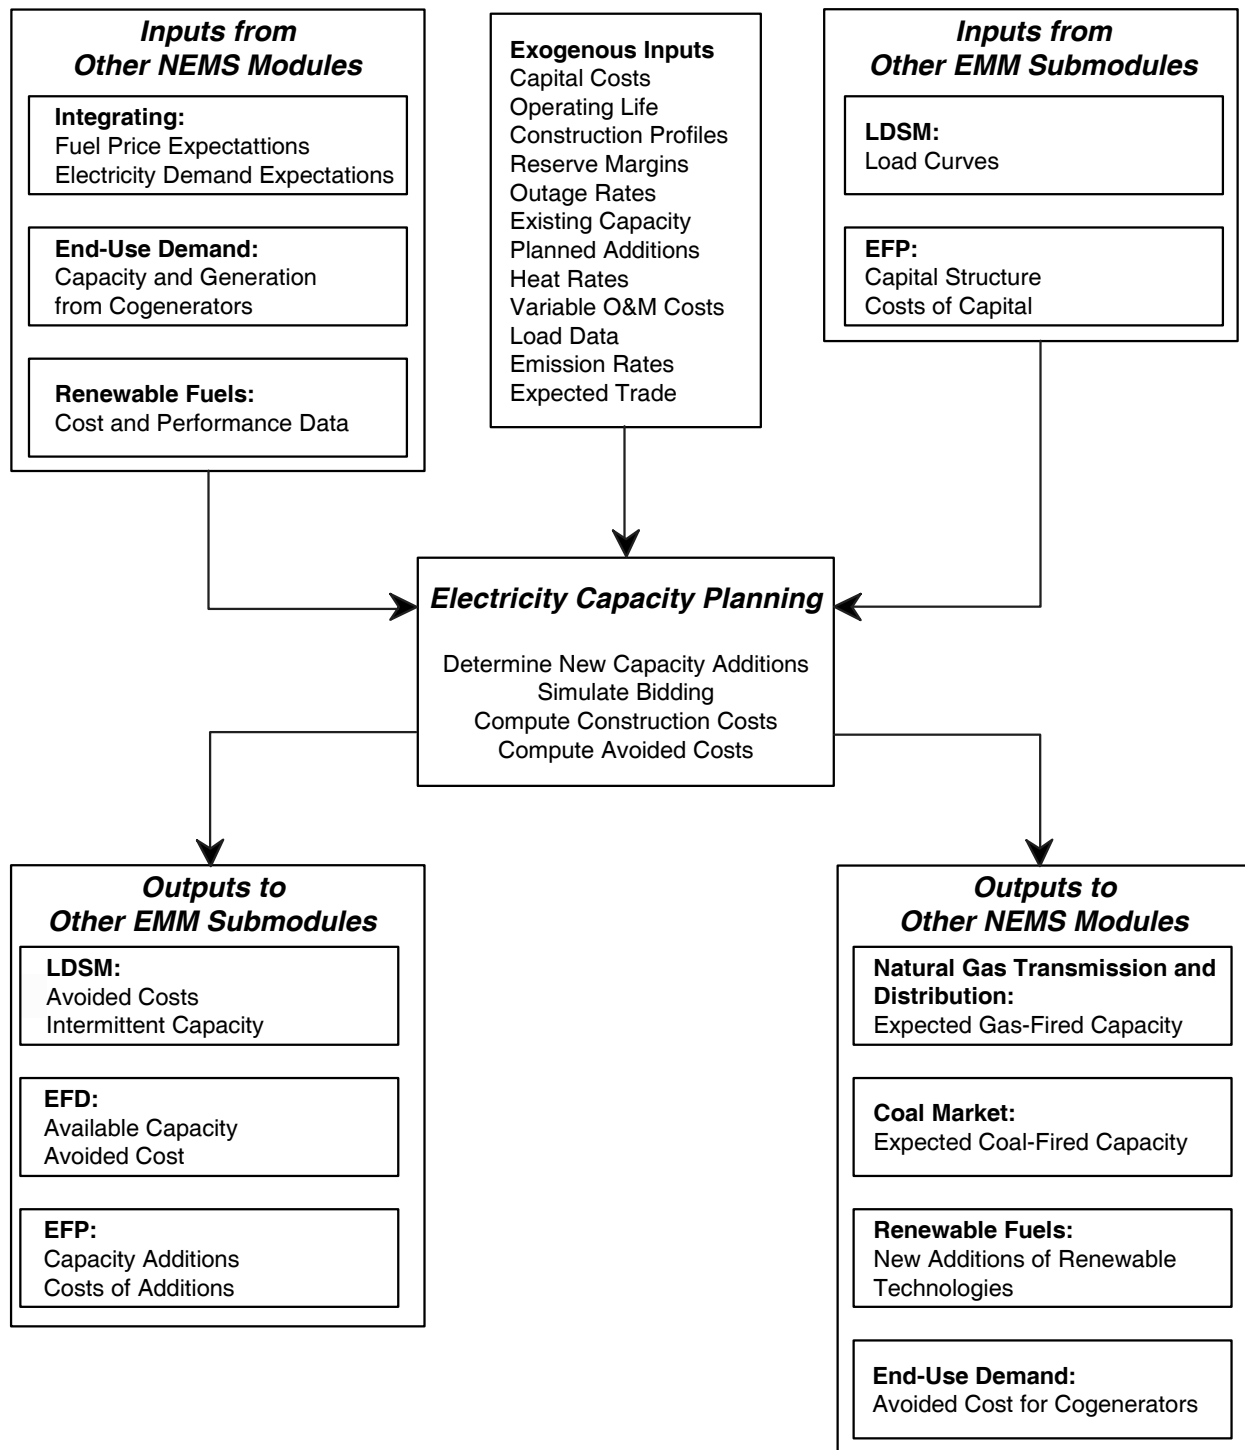 Inputs from
Other NEMS Modules
Integrating:
Fuel Price Expectattions
Electricity Demand Expectations
End-Use Demand:
Capacity and Generation
from Cogenerators
Renewable Fuels:
Cost and Performance Data
Exogenous Inputs
Capital Costs
Operating Life
Construction Profiles
Reserve Margins
Outage Rates
Existing Capacity
Planned Additions
Heat Rates
Variable O&M Costs
Load Data
Emission Rates
Expected Trade
Inputs from
Other EMM Submodules
LDSM:
Load Curves
EFP:
Capital Structure
Costs of Capital
Electricity Capacity Planning
Determine New Capacity Additions
Simulate Bidding
Compute Construction Costs
Compute Avoided Costs
Outputs to
Other EMM Submodules
LDSM:
Avoided Costs
Intermittent Capacity
EFD:
Available Capacity
Avoided Cost
EFP:
Capacity Additions
Costs of Additions
Outputs to
Other NEMS Modules
Natural Gas Transmission and
Distribution:
Expected Gas-Fired Capacity
Coal Market:
Expected Coal-Fired Capacity
Renewable Fuels:
New Additions of Renewable
Technologies
End-Use Demand:
Avoided Cost for Cogenerators